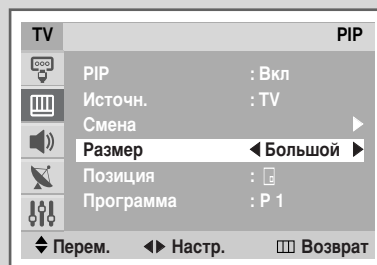 TV PIP
PIP : Вкл
Источн. : TV
Смена
Размер Большой
Позиция :
Программа : P 1
Перем. Настр. Возврат